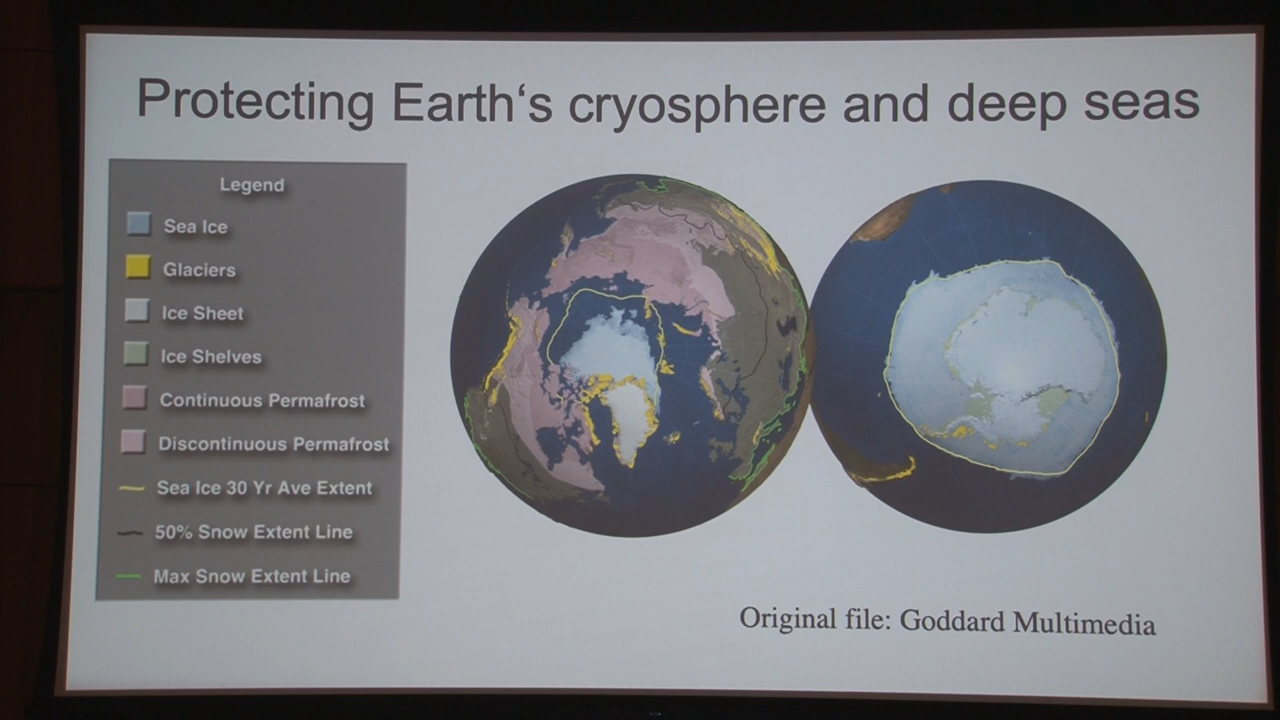 Protecting Earth‘s cryosphere and deep seas
Legend
Sea Ice
Glaciers
Ice Sheet
Ice Shelves
Continuous Permafrost
Discontinuous Permafrost
Sea Ice 30 Yr Ave Extent
50% Snow Extent Line
Max Snow Extent Line
Original file: Goddard Multimedia